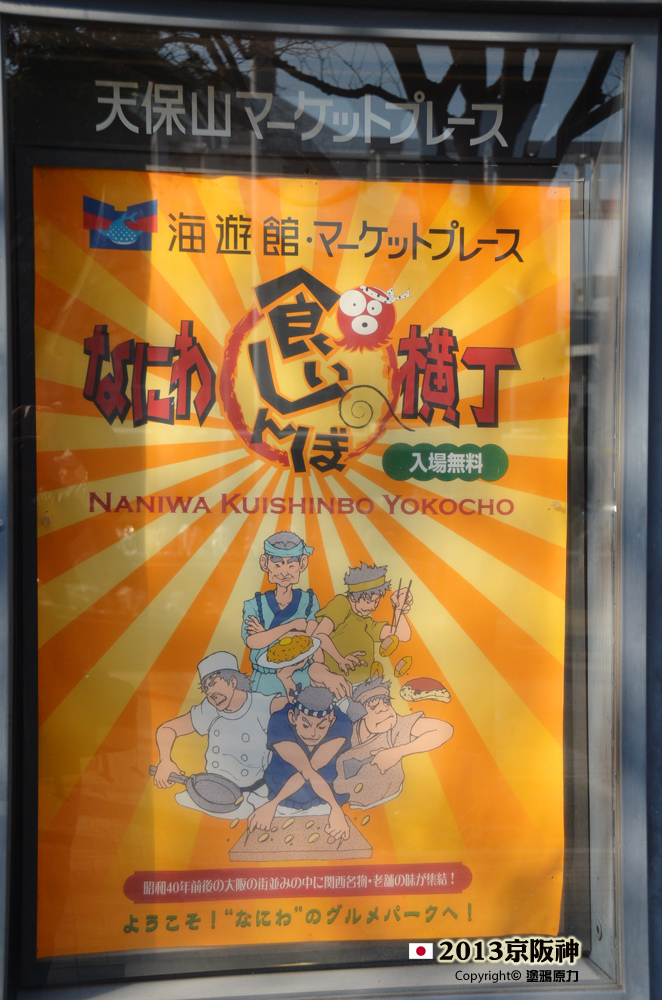 天保山マーケットプレース
海遊館・マーケットプレース
なにわ食いしんぼ横丁
入場無料
NANIWA KUISHINBO YOKOCHO
昭和40年前後の大阪の街並みの中に関西名物・老舗の味が集結！
ようこそ！"なにわ"のグルメパークへ！
2013京阪神
Copyright© 塗鴉原力